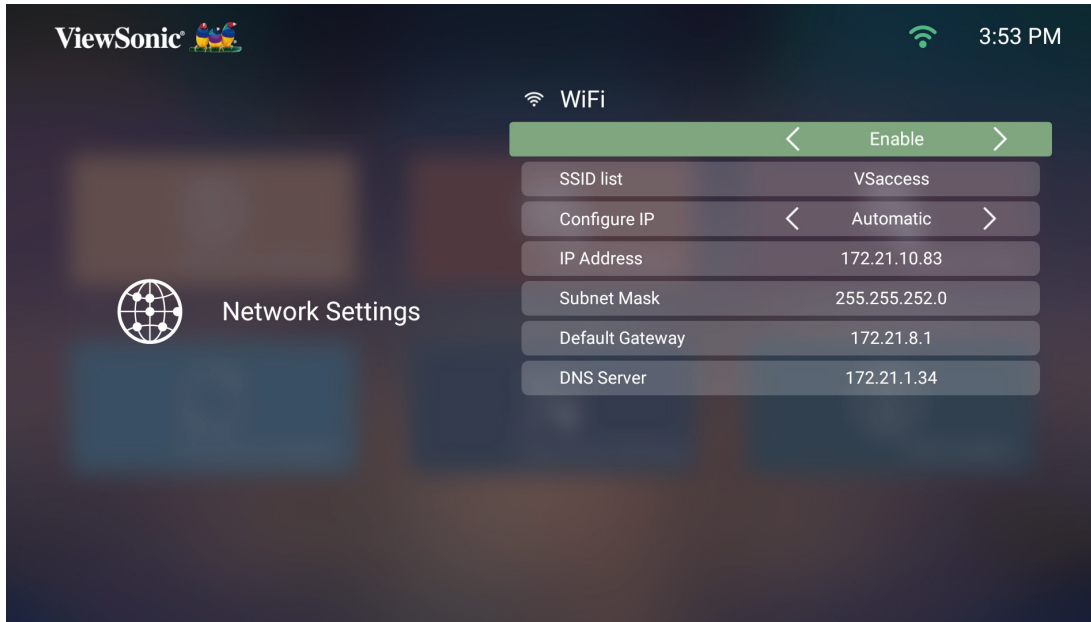 ViewSonic®
3:53 PM
WiFi
Enable
SSID list VSaccess
Configure IP Automatic
IP Address 172.21.10.83
Subnet Mask 255.255.252.0
Network Settings
Default Gateway 172.21.8.1
DNS Server 172.21.1.34